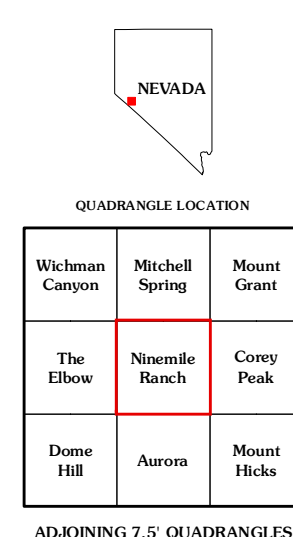 NEVADA
QUADRANGLE LOCATION
Wichman Mitchell Mount
Canyon Spring Grant
The Ninemile Corey
Elbow Ranch Peak
Dome Aurora Mount
Hill Hicks
ADJOINING 7.5' QUADRANGLES